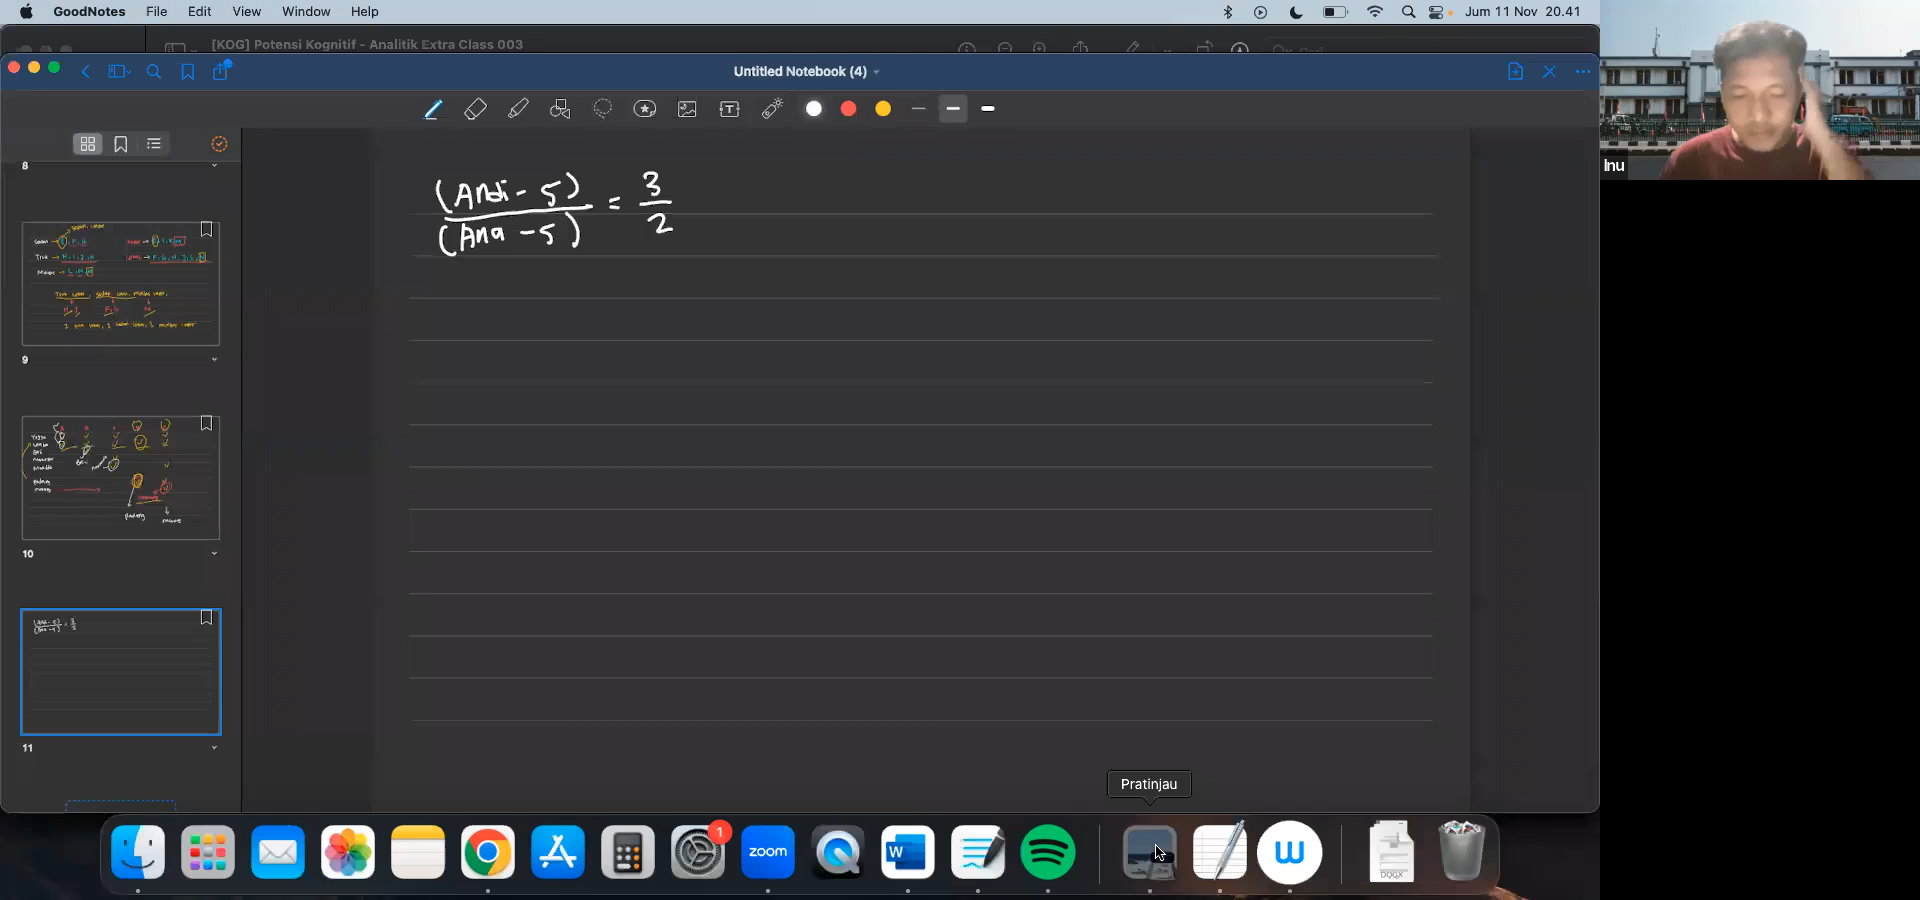 GoodNotes File Edit View Window Help
Jum 11 Nov 20.41
[KOG] Potensi Kognitif - Analitik Extra Class 003
Cari
Untitled Notebook (4)
Inu
8
(Andi - 5) / (Ana - 5) = 3 / 2
9
10
11
Pratinjau
1
zoom
W
DOCX